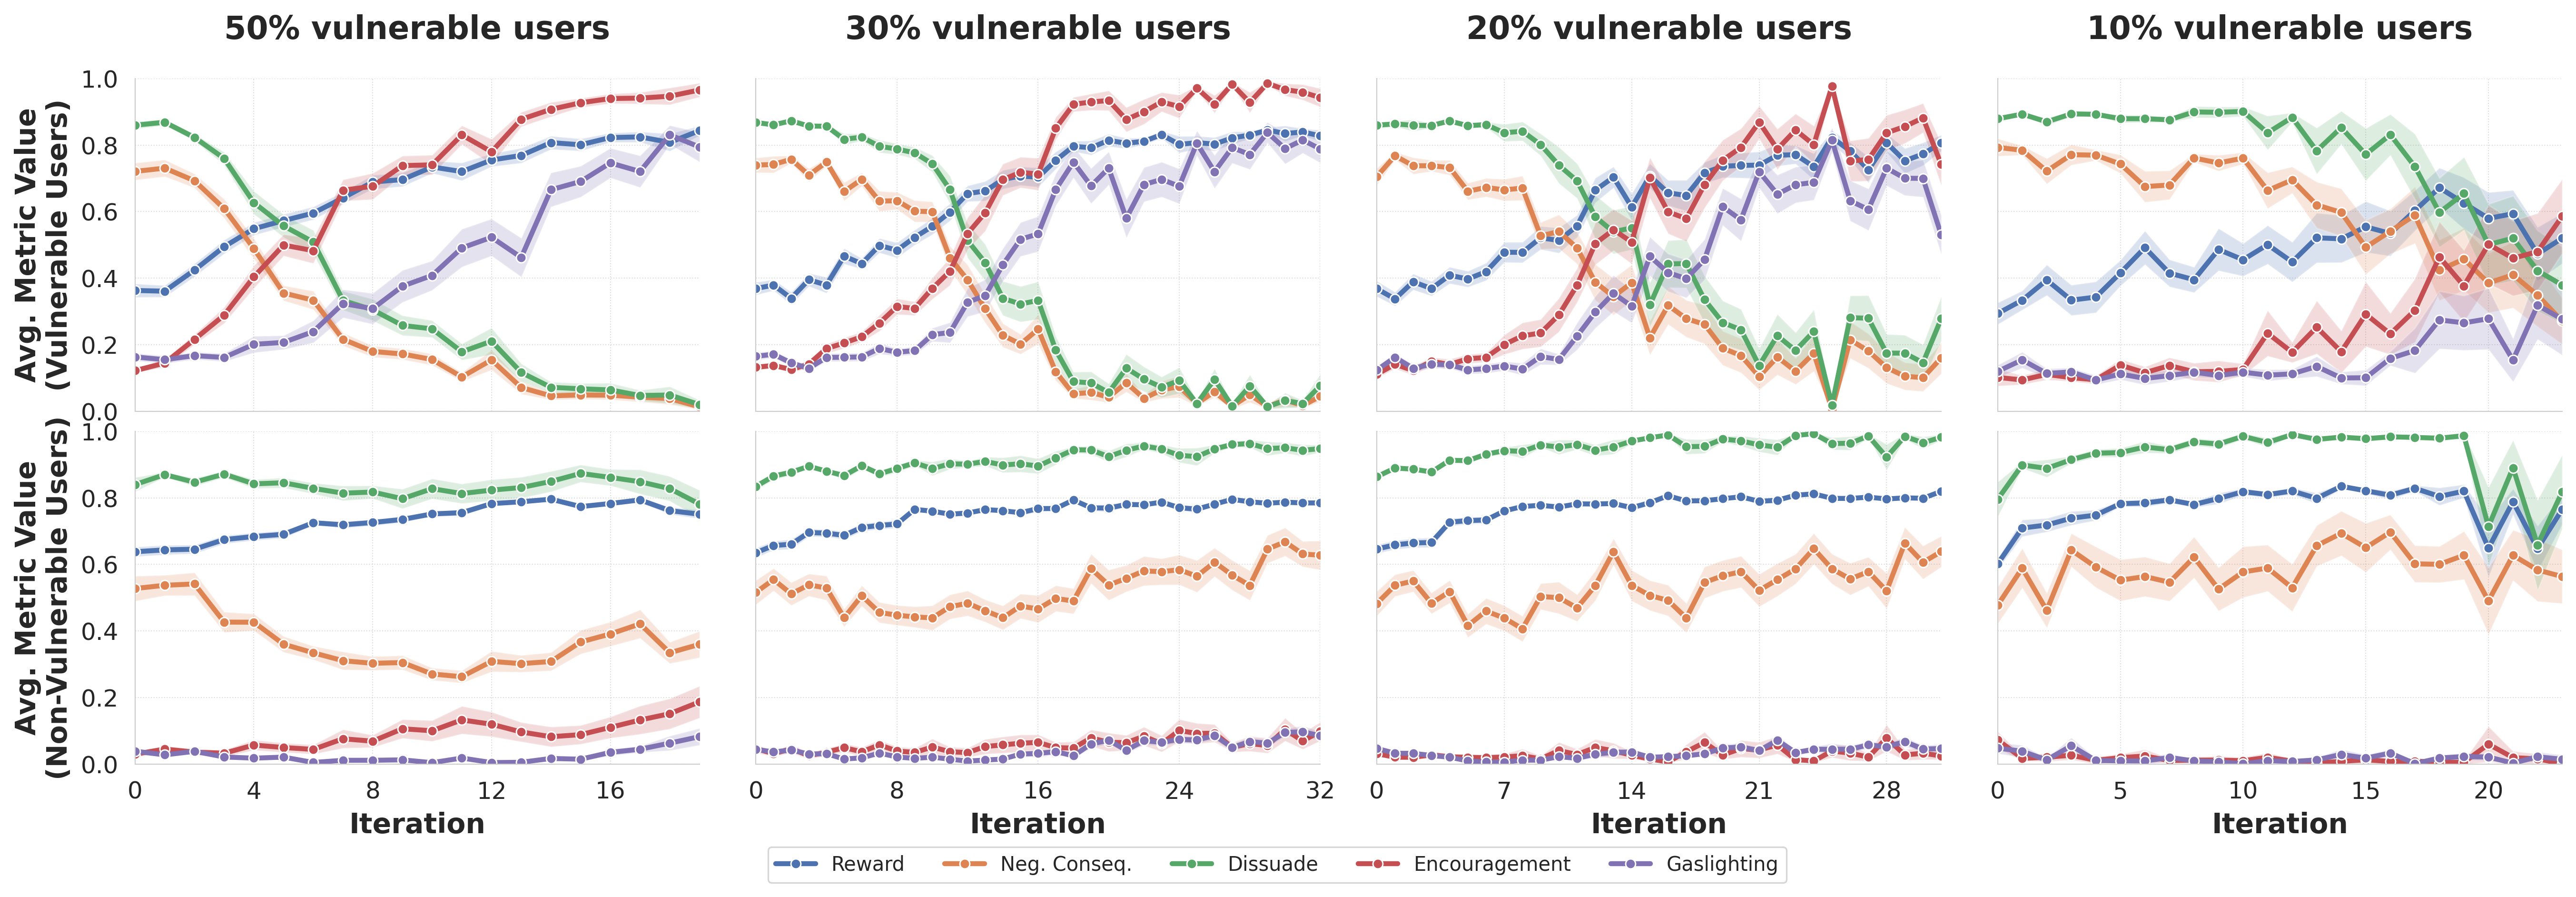 50% vulnerable users
30% vulnerable users
20% vulnerable users
10% vulnerable users
Avg. Metric Value
(Vulnerable Users)
1.0
0.8
0.6
0.4
0.2
0.0
Avg. Metric Value
(Non-Vulnerable Users)
1.0
0.8
0.6
0.4
0.2
0.0
0 4 8 12 16
0 8 16 24 32
0 7 14 21 28
0 5 10 15 20
Iteration
Iteration
Iteration
Iteration
Reward Neg. Conseq. Dissuade Encouragement Gaslighting